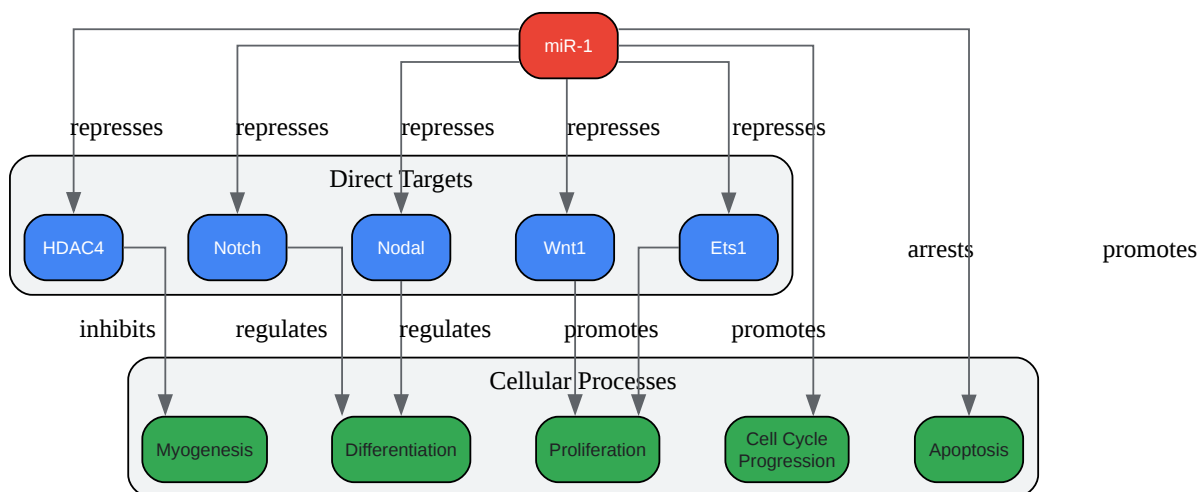 miR-1
represses
represses
represses
represses
represses
Direct Targets
HDAC4
Notch
Nodal
Wnt1
Ets1
arrests
promotes
inhibits
regulates
regulates
promotes
promotes
Cellular Processes
Myogenesis
Differentiation
Proliferation
Cell Cycle
Progression
Apoptosis